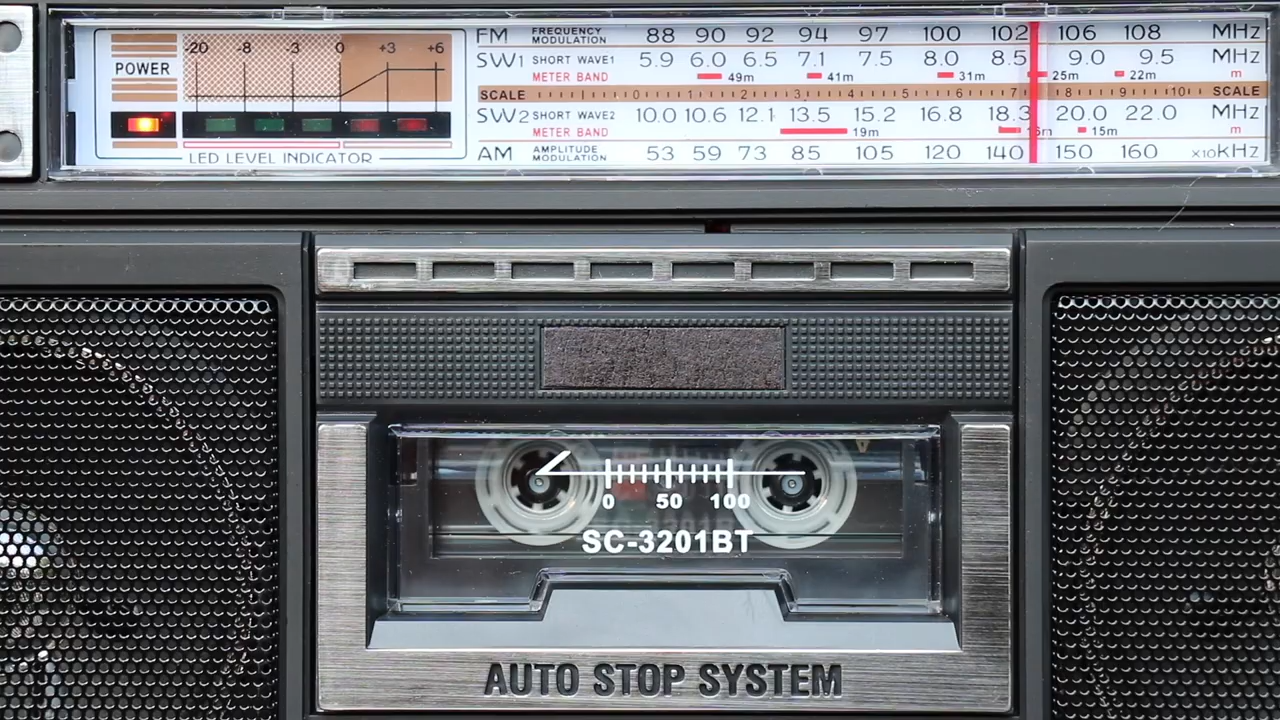 -20 -8 -3 0 +3 +6
POWER
LED LEVEL INDICATOR
FM FREQUENCY MODULATION 88 90 92 94 97 100 102 106 108 MHz
SW1 SHORT WAVE1 5.9 6.0 6.5 7.1 7.5 8.0 8.5 9.0 9.5 MHz
METER BAND 49m 41m 31m 25m 22m m
SCALE 0 1 2 3 4 5 6 7 8 9 10 SCALE
SW2 SHORT WAVE2 10.0 10.6 12.1 13.5 15.2 16.8 18.3 20.0 22.0 MHz
METER BAND 19m 15m m
AM AMPLITUDE MODULATION 53 59 73 85 105 120 140 150 160 ×10kHz
0 50 100
SC-3201BT
AUTO STOP SYSTEM